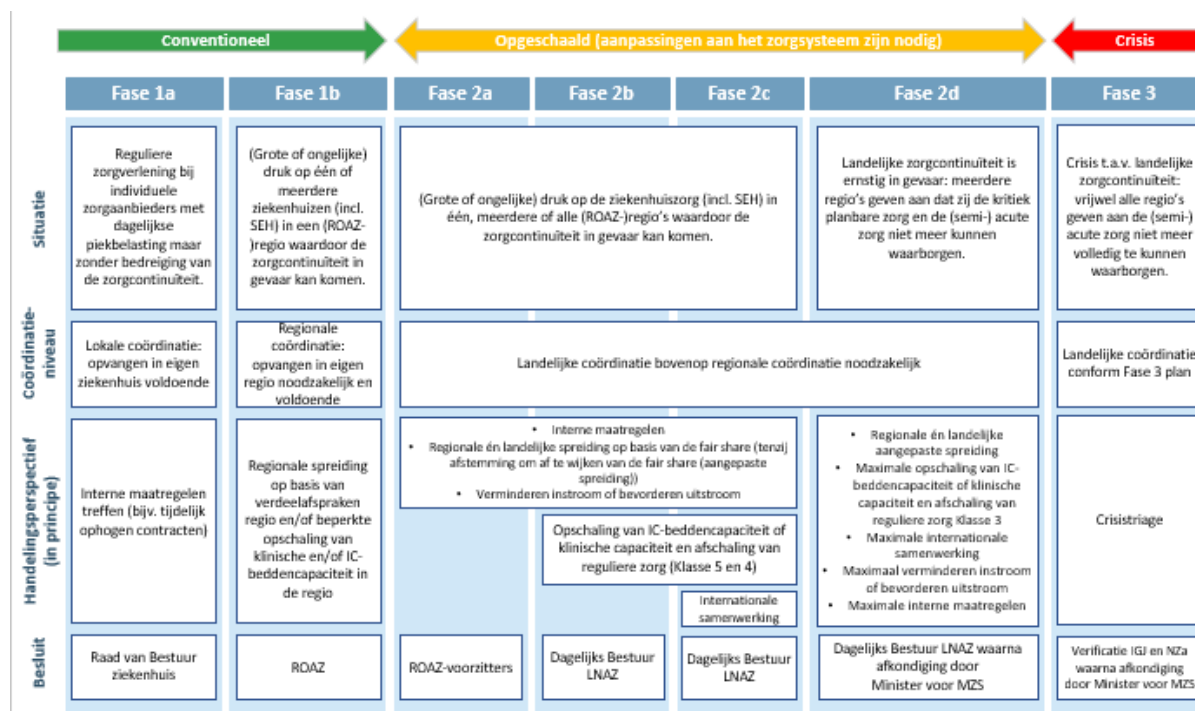 Conventioneel
Opgeschaald (aanpassingen aan het zorgsysteem zijn nodig)
Crisis
Fase 1a
Fase 1b
Fase 2a
Fase 2b
Fase 2c
Fase 2d
Fase 3
Situatie
Reguliere
zorgverlening bij
individuele
zorgaanbieders met
dagelijkse
piekbelasting maar
zonder bedreiging van
de zorgcontinuïteit.
(Grote of ongelijke)
druk op één of
meerdere
ziekenhuizen (incl.
SEH) in een (ROAZ-
)regio waardoor de
zorgcontinuïteit in
gevaar kan komen.
(Grote of ongelijke) druk op de ziekenhuiszorg (incl. SEH) in
één, meerdere of alle (ROAZ-)regio's waardoor de
zorgcontinuïteit in gevaar kan komen.
Landelijke zorgcontinuïteit is
ernstig in gevaar: meerdere
regio's geven aan dat zij de kritiek
planbare zorg en de (semi-) acute
zorg niet meer kunnen
waarborgen.
Crisis t.a.v. landelijke
zorgcontinuïteit:
vrijwel alle regio's
geven aan de (semi-)
acute zorg niet meer
volledig te kunnen
waarborgen.
Coördinatie-
niveau
Lokale coördinatie:
opvangen in eigen
ziekenhuis voldoende
Regionale
coördinatie:
opvangen in eigen
regio noodzakelijk en
voldoende
Landelijke coördinatie bovenop regionale coördinatie noodzakelijk
Landelijke coördinatie
conform Fase 3 plan
Handelingsperspectief
(in principe)
Interne maatregelen
treffen (bijv. tijdelijk
ophogen contracten)
Regionale spreiding
op basis van
verdeelafspraken
regio en/of beperkte
opschaling van
klinische en/of IC-
beddencapaciteit in
de regio
• Interne maatregelen
• Regionale én landelijke spreiding op basis van de fair share (tenzij
afstemming om af te wijken van de fair share (aangepaste
spreiding))
• Verminderen instroom of bevorderen uitstroom
Opschaling van IC-beddencapaciteit of
klinische capaciteit en afschaling van
reguliere zorg (Klasse 5 en 4)
Internationale
samenwerking
• Regionale én landelijke
aangepaste spreiding
• Maximale opschaling van IC-
beddencapaciteit of klinische
capaciteit en afschaling van
reguliere zorg Klasse 3
• Maximale internationale
samenwerking
• Maximaal verminderen instroom
of bevorderen uitstroom
• Maximale interne maatregelen
Crisistriage
Besluit
Raad van Bestuur
ziekenhuis
ROAZ
ROAZ-voorzitters
Dagelijks Bestuur
LNAZ
Dagelijks Bestuur
LNAZ
Dagelijks Bestuur LNAZ waarna
afkondiging door
Minister voor MZS
Verificatie IGJ en NZa
waarna afkondiging
door Minister voor MZS